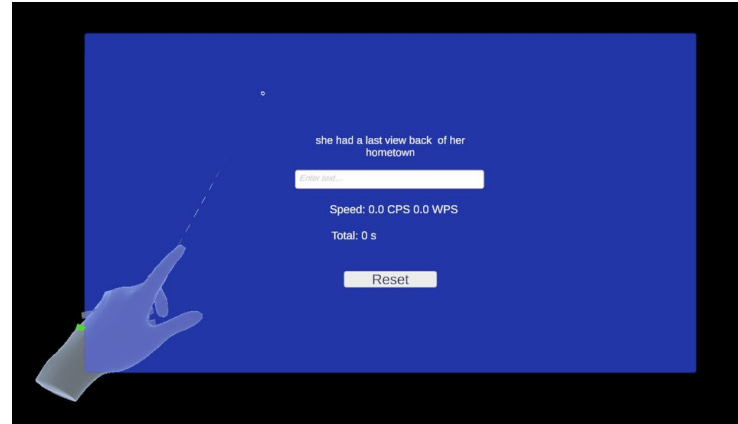 she had a last view back  of her
hometown
Enter text...
Speed: 0.0 CPS 0.0 WPS
Total: 0 s
Reset